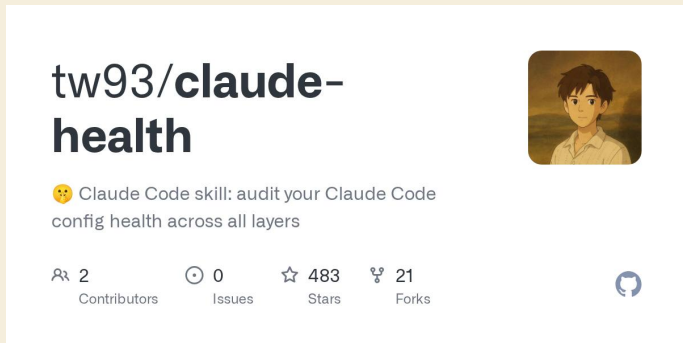 tw93/claude-
health
🤫 Claude Code skill: audit your Claude Code
config health across all layers
2
Contributors
0
Issues
483
Stars
21
Forks